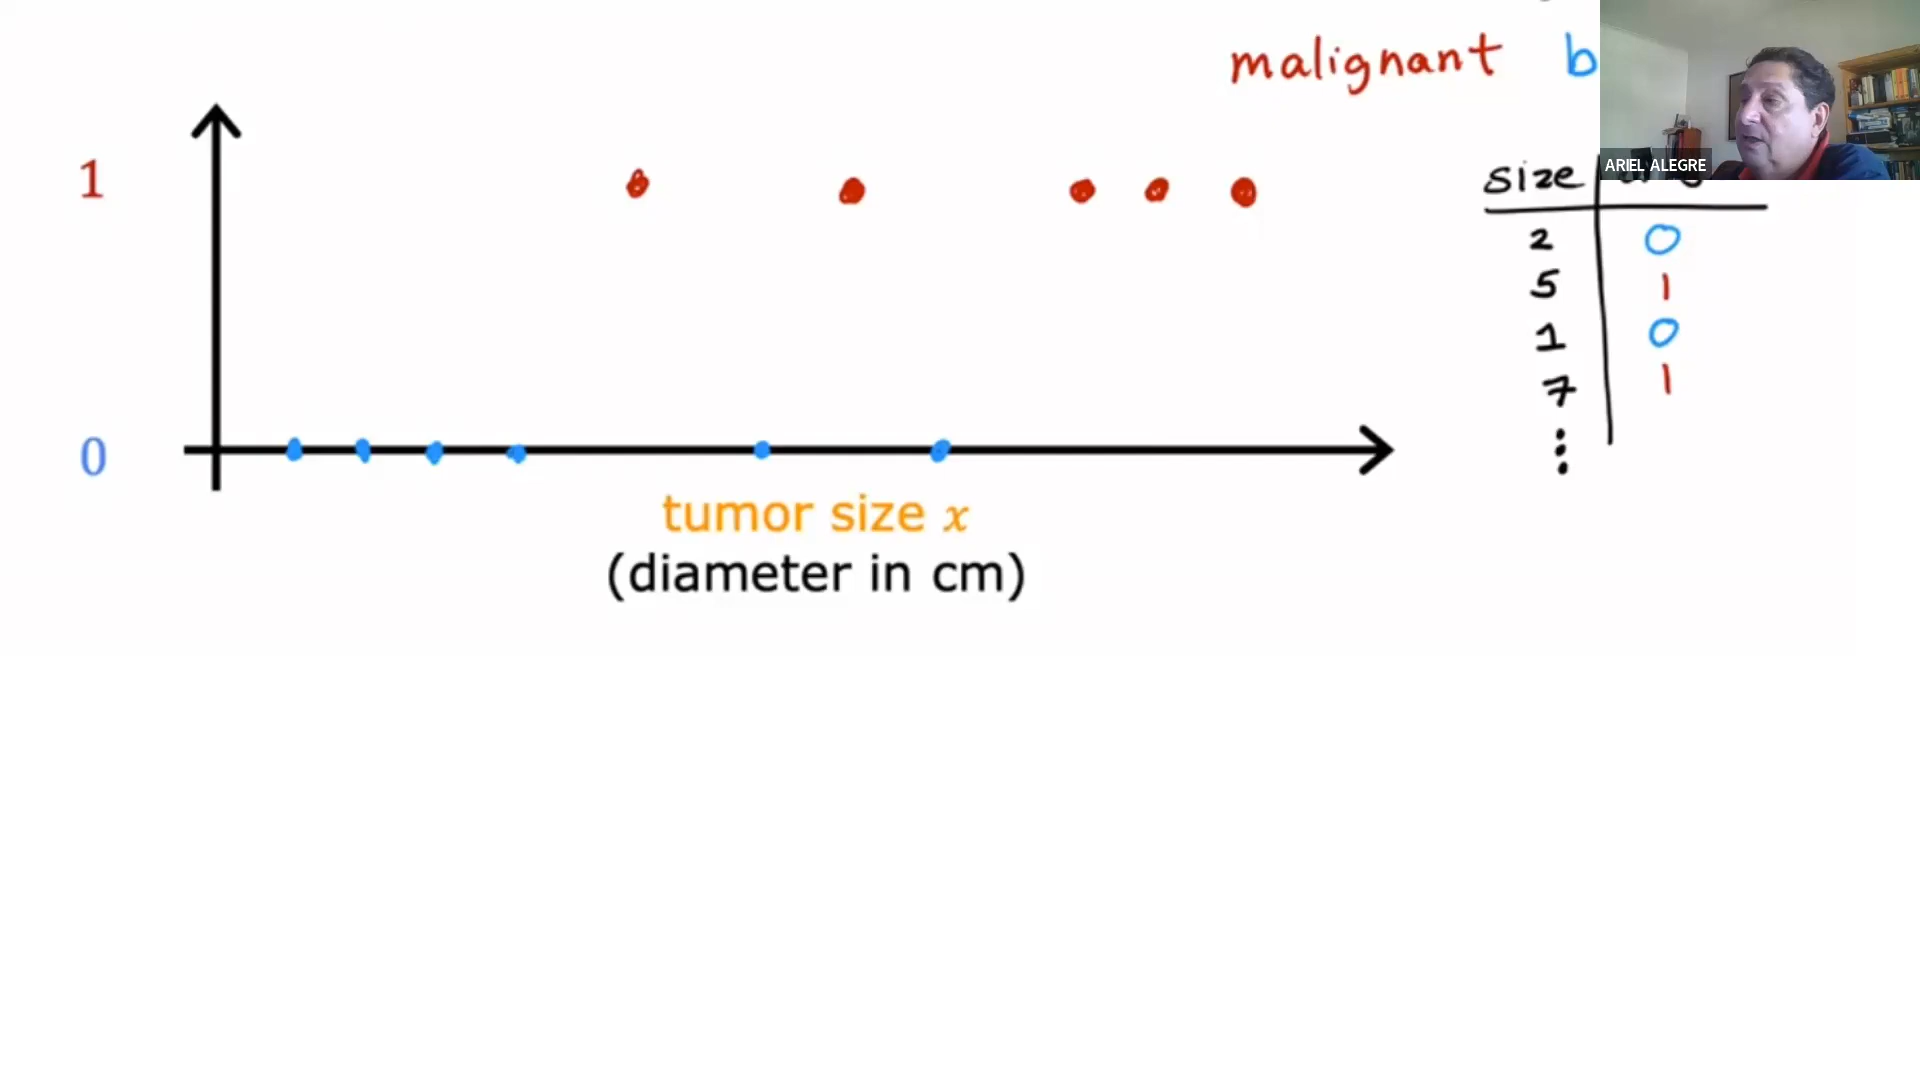 malignant b
ARIEL ALEGRE
1
size
2 0
5 1
1 0
7 1
⋮
0
tumor size x
(diameter in cm)